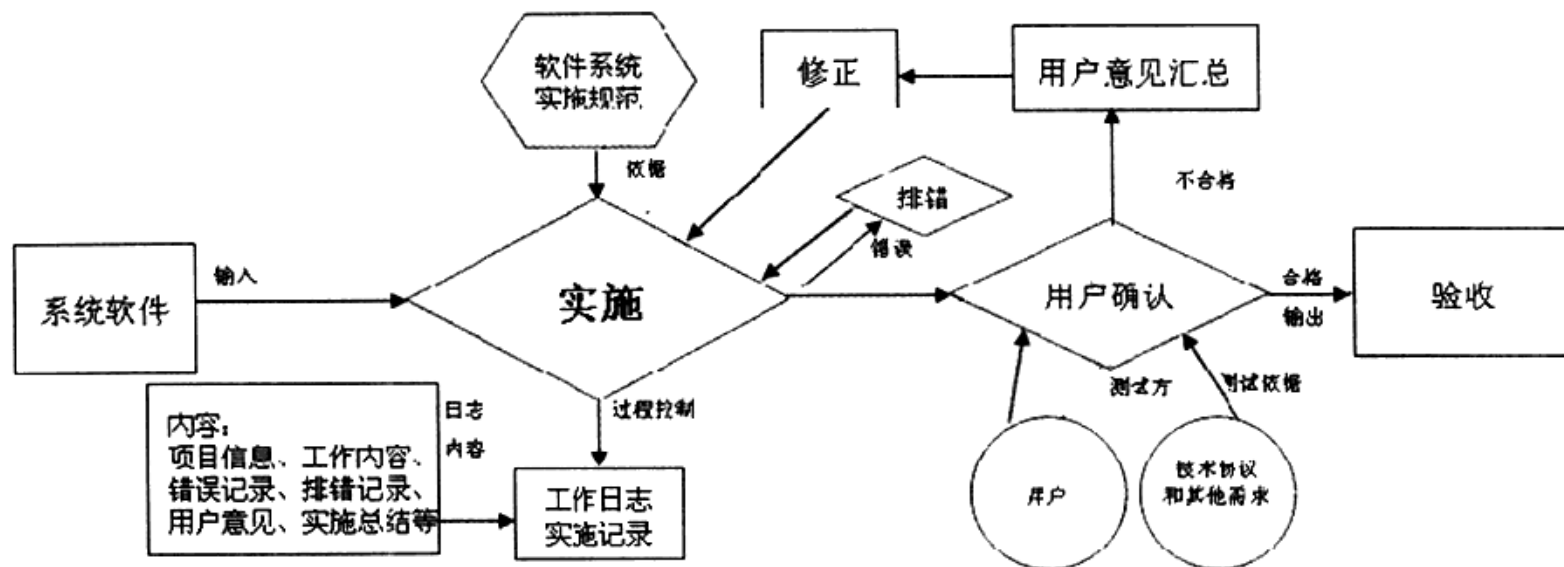 软件系统
实施规范
修正
用户意见汇总
依据
排错
不合格
错误
系统软件
输入
实施
用户确认
合格
输出
验收
过程控制
测试方
测试依据
日志
内容
内容：
项目信息、工作内容、
错误记录、排错记录、
用户意见、实施总结等
工作日志
实施记录
用户
技术协议
和其他需求